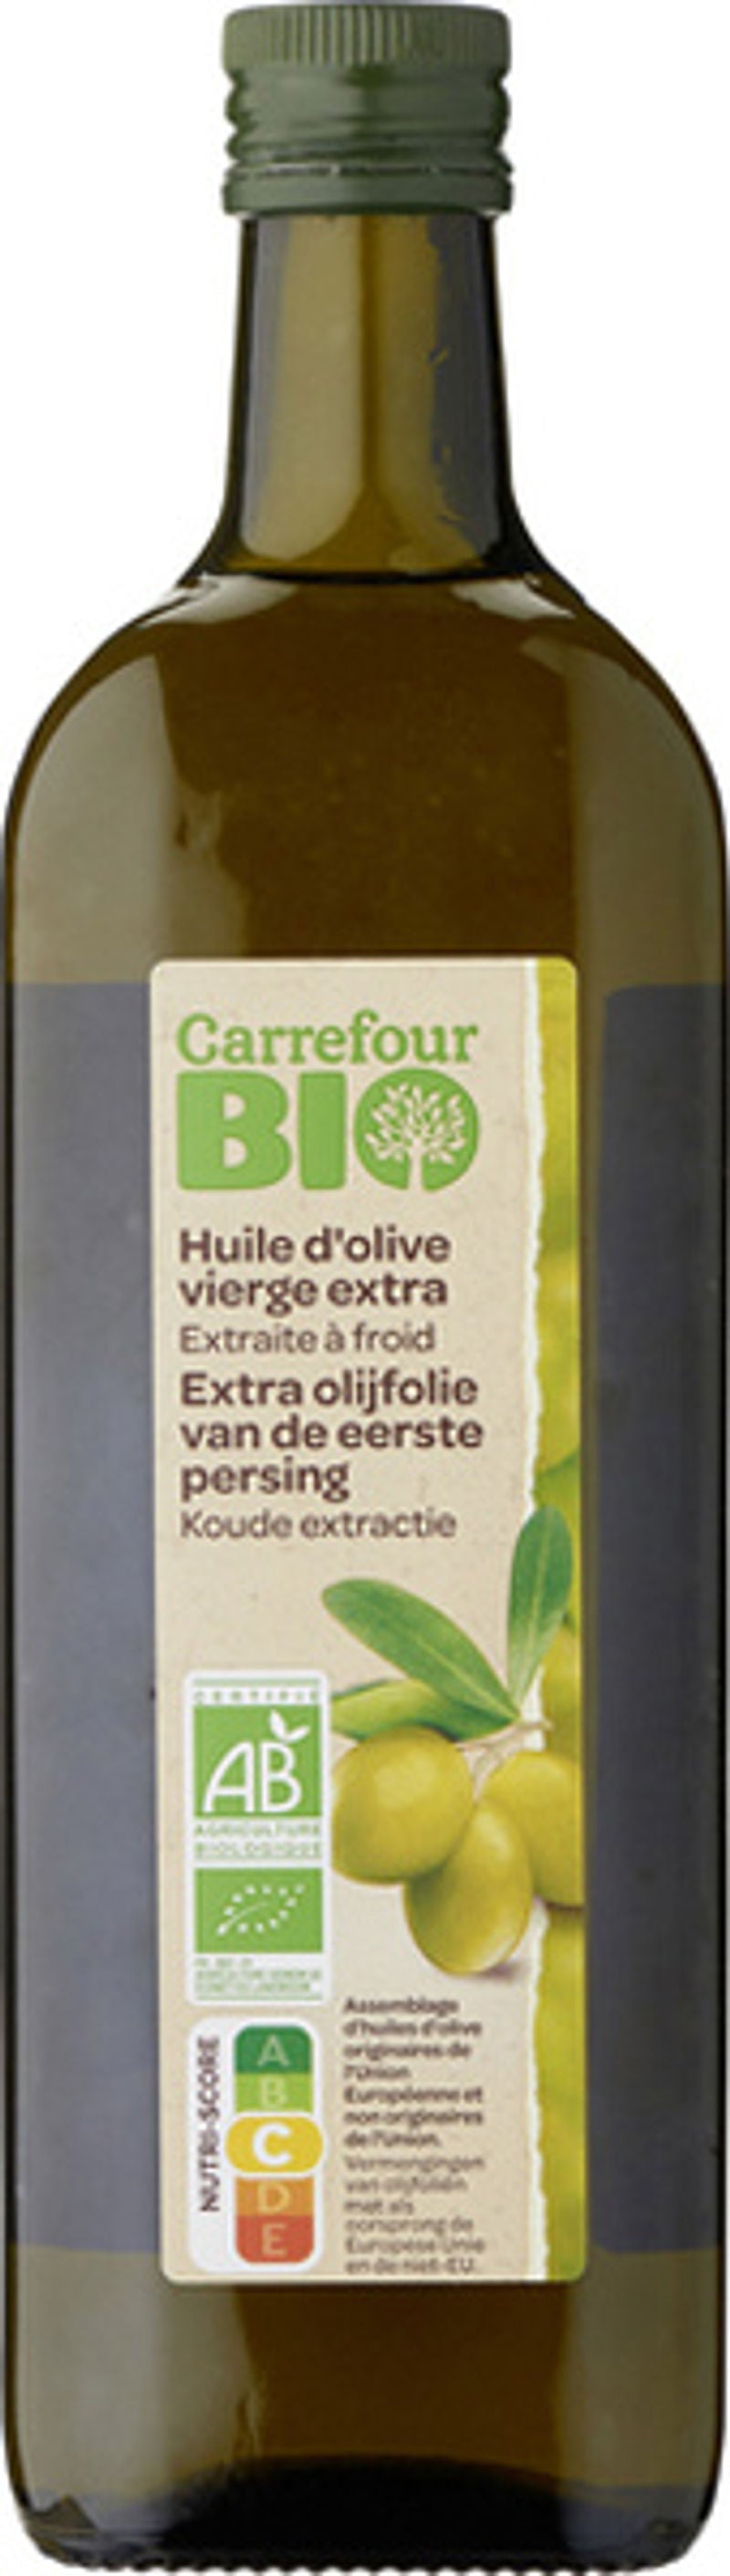 Carrefour
BIO
Huile d'olive
vierge extra
Extraite à froid
Extra olijfolie
van de eerste
persing
Koude extractie
CERTIFIÉ
AB
AGRICULTURE
BIOLOGIQUE
NUTRI-SCORE
A
B
C
D
E
Assemblage
d'huiles d'olive
originaires de
l'Union
Européenne et
non originaires
de l'Union.
Vermengingen
van olijfoliën
met als
oorsprong de
Europese Unie
en de niet-EU.